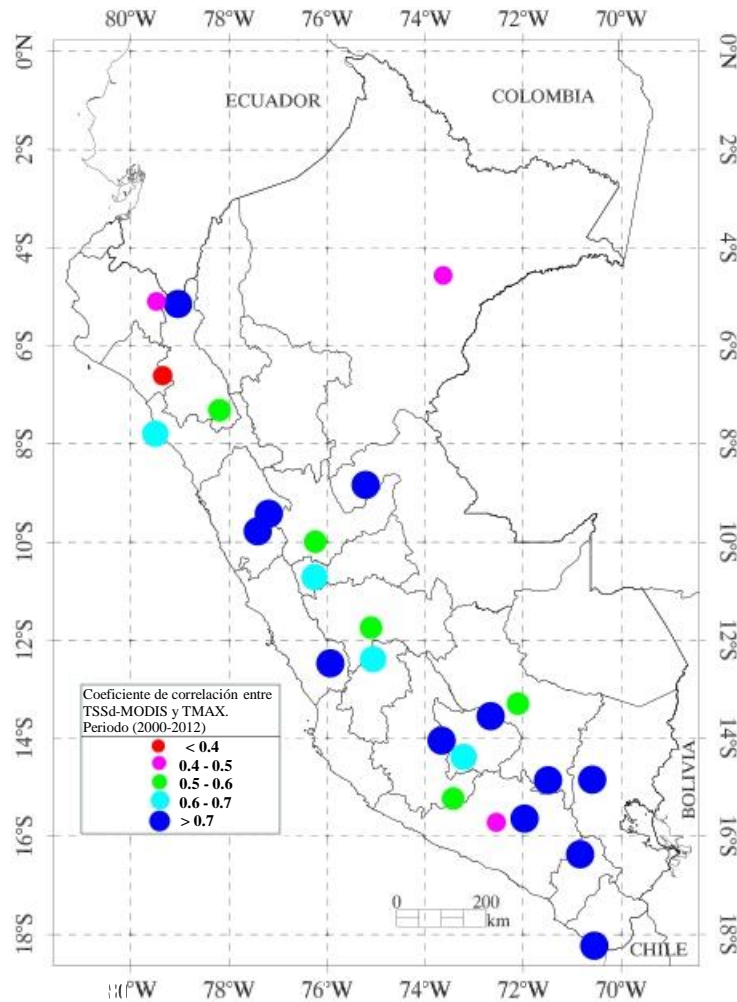 80°W 78°W 76°W 74°W 72°W 70°W
0°N 0°N
ECUADOR COLOMBIA
2°S 2°S
4°S 4°S
6°S 6°S
8°S 8°S
10°S 10°S
12°S 12°S
Coeficiente de correlación entre
TSSd-MODIS y TMAX.
Periodo (2000-2012)
< 0.4
0.4 - 0.5
0.5 - 0.6
0.6 - 0.7
> 0.7
14°S 14°S
BOLIVIA
16°S 16°S
0 200
km
18°S 18°S
CHILE
78°W 76°W 74°W 72°W 70°W